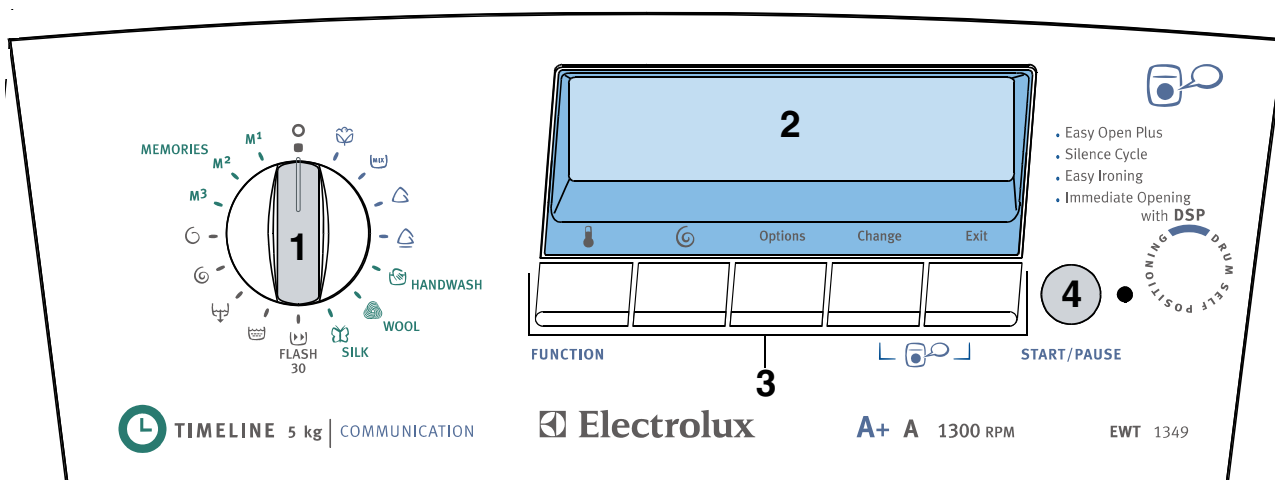 MEMORIES
M1
M2
M3
1
MIX
HANDWASH
WOOL
SILK
FLASH
30
2
Options
Change
Exit
FUNCTION
3
4
START/PAUSE
• Easy Open Plus
• Silence Cycle
• Easy Ironing
• Immediate Opening
with DSP
DRUM SELF POSITIONING
TIMELINE 5 kg | COMMUNICATION
Electrolux
A+ A 1300 RPM
EWT 1349